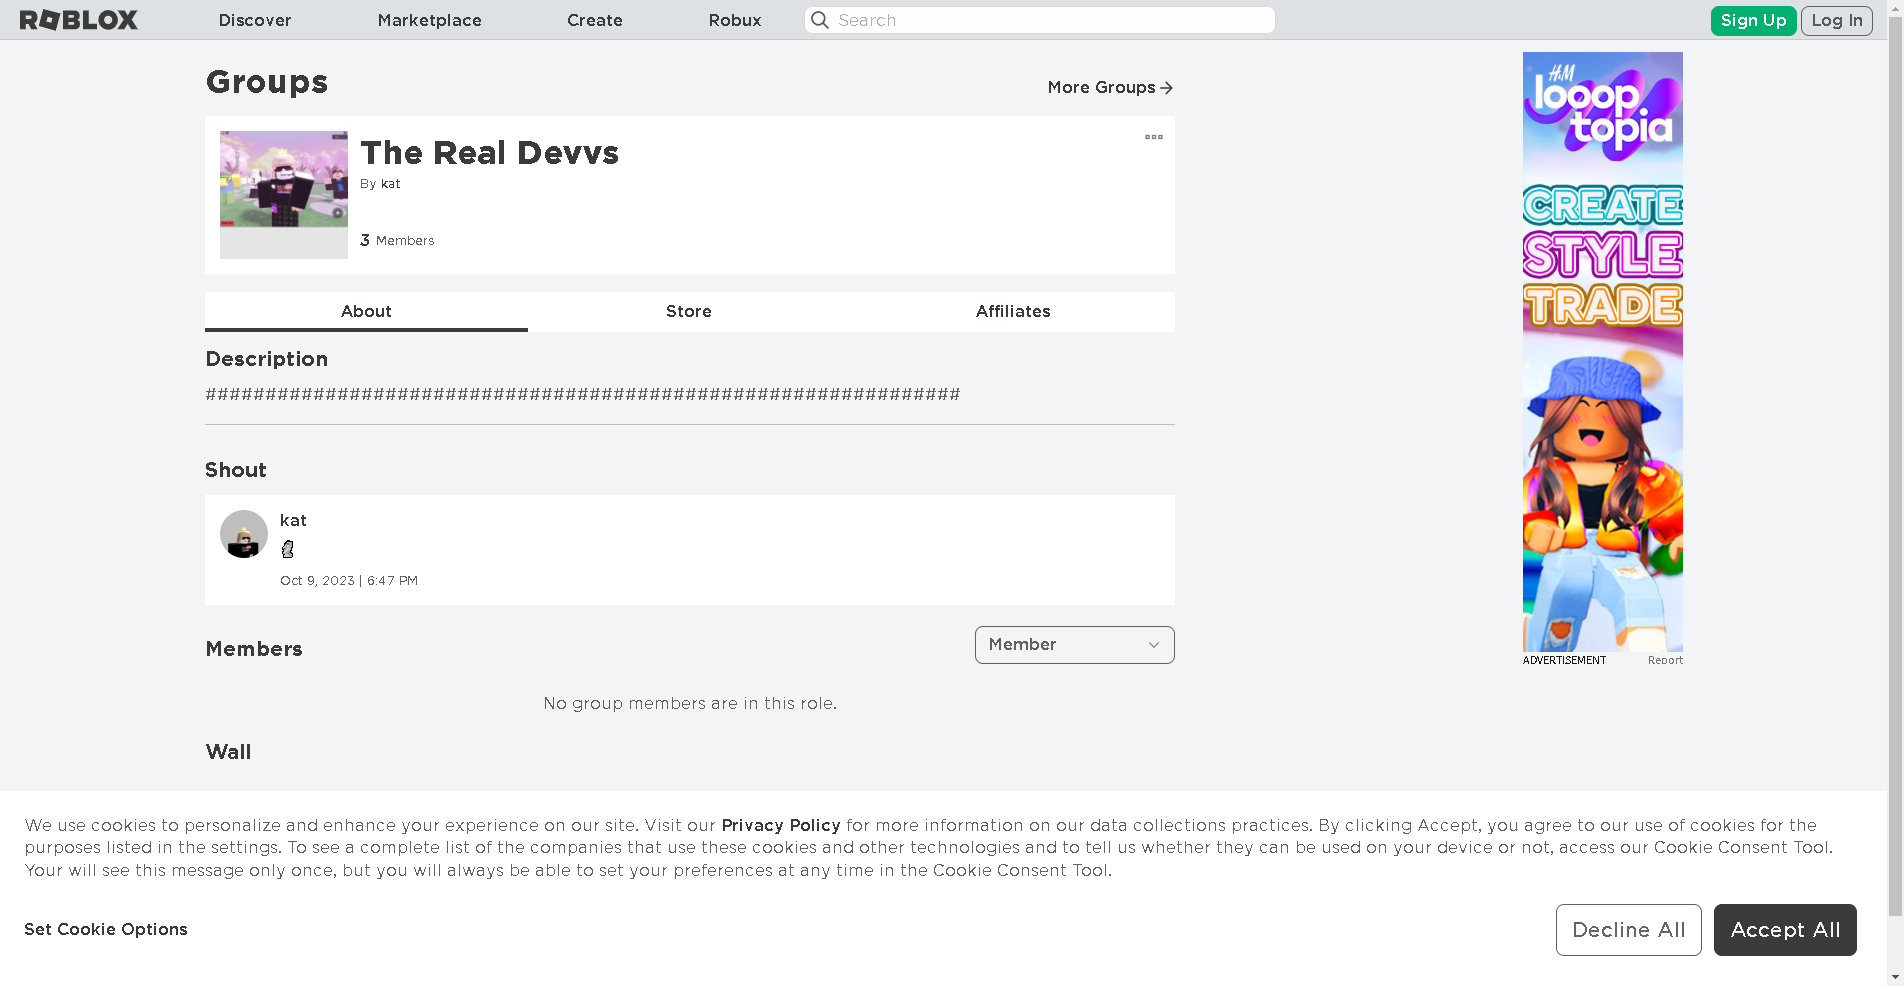 ROBLOX Discover Marketplace Create Robux Search Sign Up Log In
Groups
More Groups
The Real Devvs
By kat
3 Members
About Store Affiliates
Description
###############################################################
Shout
kat
Oct 9, 2023 | 6:47 PM
Members
Member
No group members are in this role.
Wall
H&M
looop
topia
CREATE
STYLE
TRADE
ADVERTISEMENT Report
We use cookies to personalize and enhance your experience on our site. Visit our Privacy Policy for more information on our data collections practices. By clicking Accept, you agree to our use of cookies for the
purposes listed in the settings. To see a complete list of the companies that use these cookies and other technologies and to tell us whether they can be used on your device or not, access our Cookie Consent Tool.
Your will see this message only once, but you will always be able to set your preferences at any time in the Cookie Consent Tool.
Set Cookie Options
Decline All
Accept All